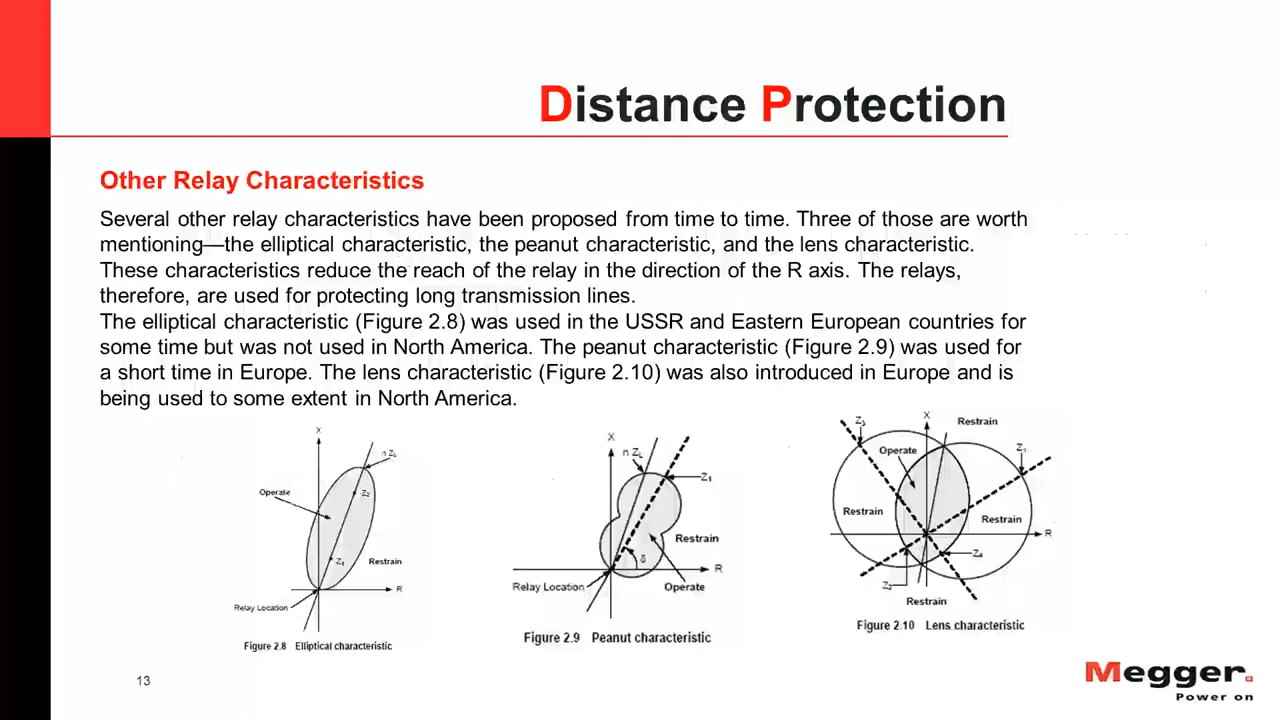 Distance Protection
Other Relay Characteristics
Several other relay characteristics have been proposed from time to time. Three of those are worth
mentioning—the elliptical characteristic, the peanut characteristic, and the lens characteristic.
These characteristics reduce the reach of the relay in the direction of the R axis. The relays,
therefore, are used for protecting long transmission lines.
The elliptical characteristic (Figure 2.8) was used in the USSR and Eastern European countries for
some time but was not used in North America. The peanut characteristic (Figure 2.9) was used for
a short time in Europe. The lens characteristic (Figure 2.10) was also introduced in Europe and is
being used to some extent in North America.
X
n ZL
Operate
Z2
Z1
Restrain
R
Relay Location
Figure 2.8 Elliptical characteristic
X
n ZL
Z1
Restrain
δ
R
Relay Location
Operate
Figure 2.9 Peanut characteristic
X
Z3
Restrain
Operate
Z1
Restrain
Restrain
R
Z4
Z2
Restrain
Figure 2.10 Lens characteristic
13
Megger.
Power on